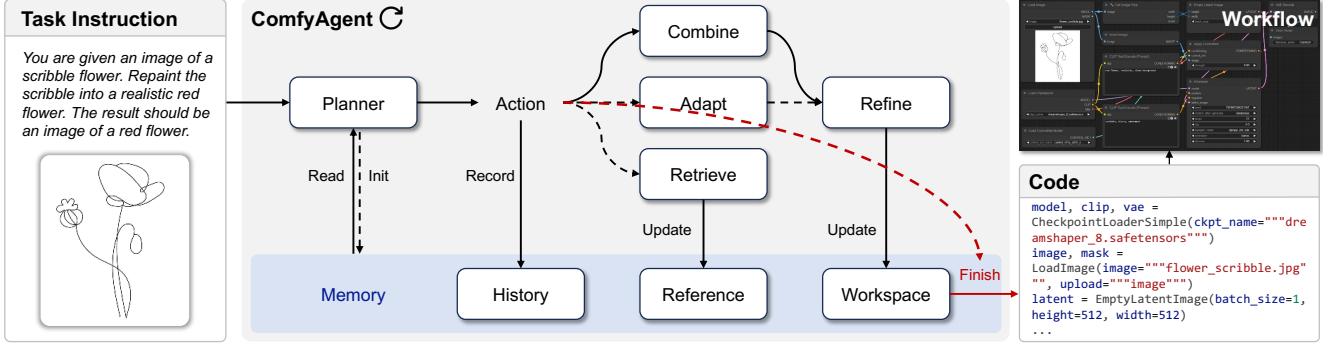 Task Instruction
You are given an image of a
scribble flower. Repaint the
scribble into a realistic red
flower. The result should be
an image of a red flower.
ComfyAgent
Planner
Action
Combine
Adapt
Retrieve
Refine
Read
Init
Record
Update
Update
Memory
History
Reference
Workspace
Finish
Workflow
Code
model, clip, vae =
CheckpointLoaderSimple(ckpt_name="""dre
amshaper_8.safetensors""")
image, mask =
LoadImage(image="""flower_scribble.jpg"
"", upload="""image""")
latent = EmptyLatentImage(batch_size=1,
height=512, width=512)
...